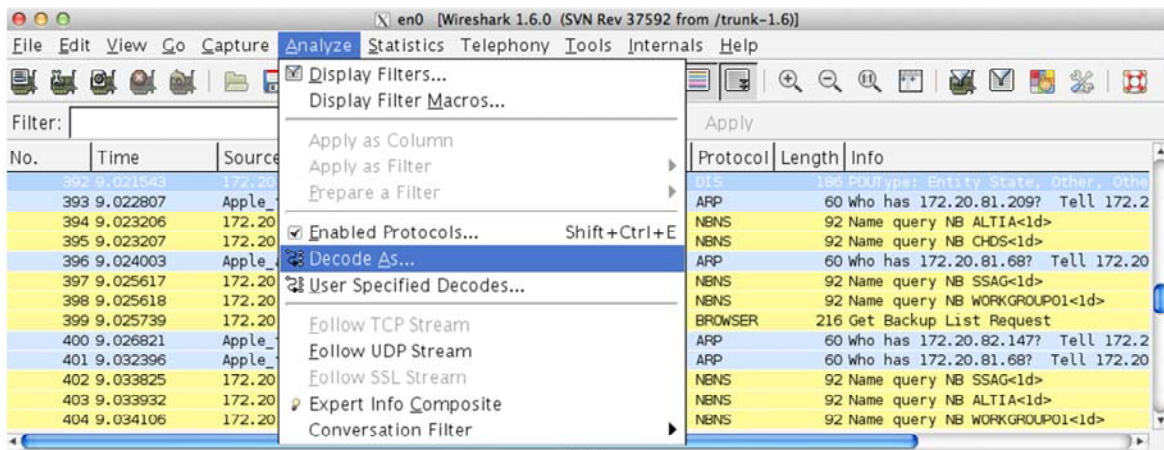 en0 [Wireshark 1.6.0 (SVN Rev 37592 from /trunk-1.6)]
File Edit View Go Capture Analyze Statistics Telephony Tools Internals Help
Display Filters...
Display Filter Macros...
Filter: Apply
Apply as Column
Apply as Filter
Prepare a Filter
Enabled Protocols... Shift+Ctrl+E
Decode As...
User Specified Decodes...
Follow TCP Stream
Follow UDP Stream
Follow SSL Stream
Expert Info Composite
Conversation Filter
No. Time Source Protocol Length Info
392 9.021543 172.20 DIS 186 PDUType: Entity State, Other, Othe
393 9.022807 Apple_ ARP 60 Who has 172.20.81.209? Tell 172.2
394 9.023206 172.20 NBNS 92 Name query NB ALTIA<1d>
395 9.023207 172.20 NBNS 92 Name query NB CHDS<1d>
396 9.024003 Apple_ ARP 60 Who has 172.20.81.68? Tell 172.20
397 9.025617 172.20 NBNS 92 Name query NB SSAG<1d>
398 9.025618 172.20 NBNS 92 Name query NB WORKGROUP01<1d>
399 9.025739 172.20 BROWSER 216 Get Backup List Request
400 9.026821 Apple_ ARP 60 Who has 172.20.82.147? Tell 172.2
401 9.032396 Apple_ ARP 60 Who has 172.20.81.68? Tell 172.20
402 9.033825 172.20 NBNS 92 Name query NB SSAG<1d>
403 9.033932 172.20 NBNS 92 Name query NB ALTIA<1d>
404 9.034106 172.20 NBNS 92 Name query NB WORKGROUP01<1d>